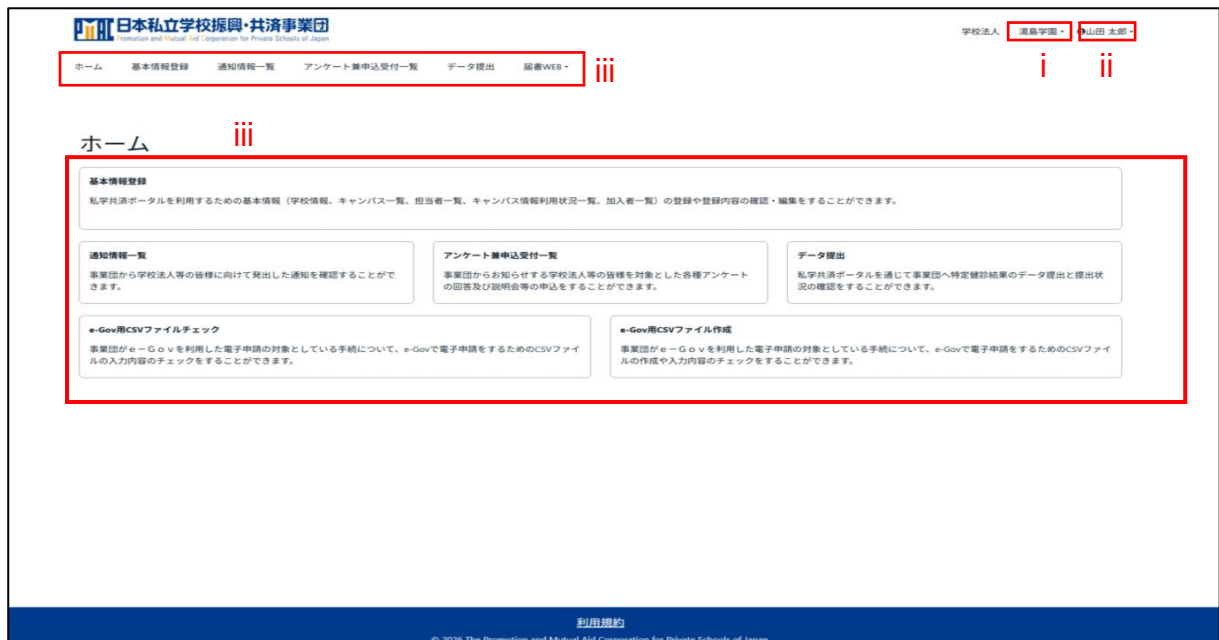 PMAC 日本私立学校振興・共済事業団
Promotion and Mutual Aid Corporation for Private Schools of Japan
学校法人 湯島学園 山田 太郎
i ii
ホーム 基本情報登録 通知情報一覧 アンケート兼申込受付一覧 データ提出 届書WEB iii
ホーム iii
基本情報登録
私学共済ポータルを利用するための基本情報（学校情報、キャンパス一覧、担当者一覧、キャンパス情報利用状況一覧、加入者一覧）の登録や登録内容の確認・編集をすることができます。
通知情報一覧
事業団から学校法人等の皆様に向けて発出した通知を確認することがで
きます。
アンケート兼申込受付一覧
事業団からお知らせする学校法人等の皆様を対象とした各種アンケート
の回答及び説明会等の申込をすることができます。
データ提出
私学共済ポータルを通じて事業団へ特定健診結果のデータ提出と提出状
況の確認をすることができます。
e-Gov用CSVファイルチェック
事業団がｅ－Ｇｏｖを利用した電子申請の対象としている手続について、e-Govで電子申請をするためのCSVファイ
ルの入力内容のチェックをすることができます。
e-Gov用CSVファイル作成
事業団がｅ－Ｇｏｖを利用した電子申請の対象としている手続について、e-Govで電子申請をするためのCSVファイ
ルの作成や入力内容のチェックをすることができます。
利用規約
© 2026 The Promotion and Mutual Aid Corporation for Private Schools of Japan